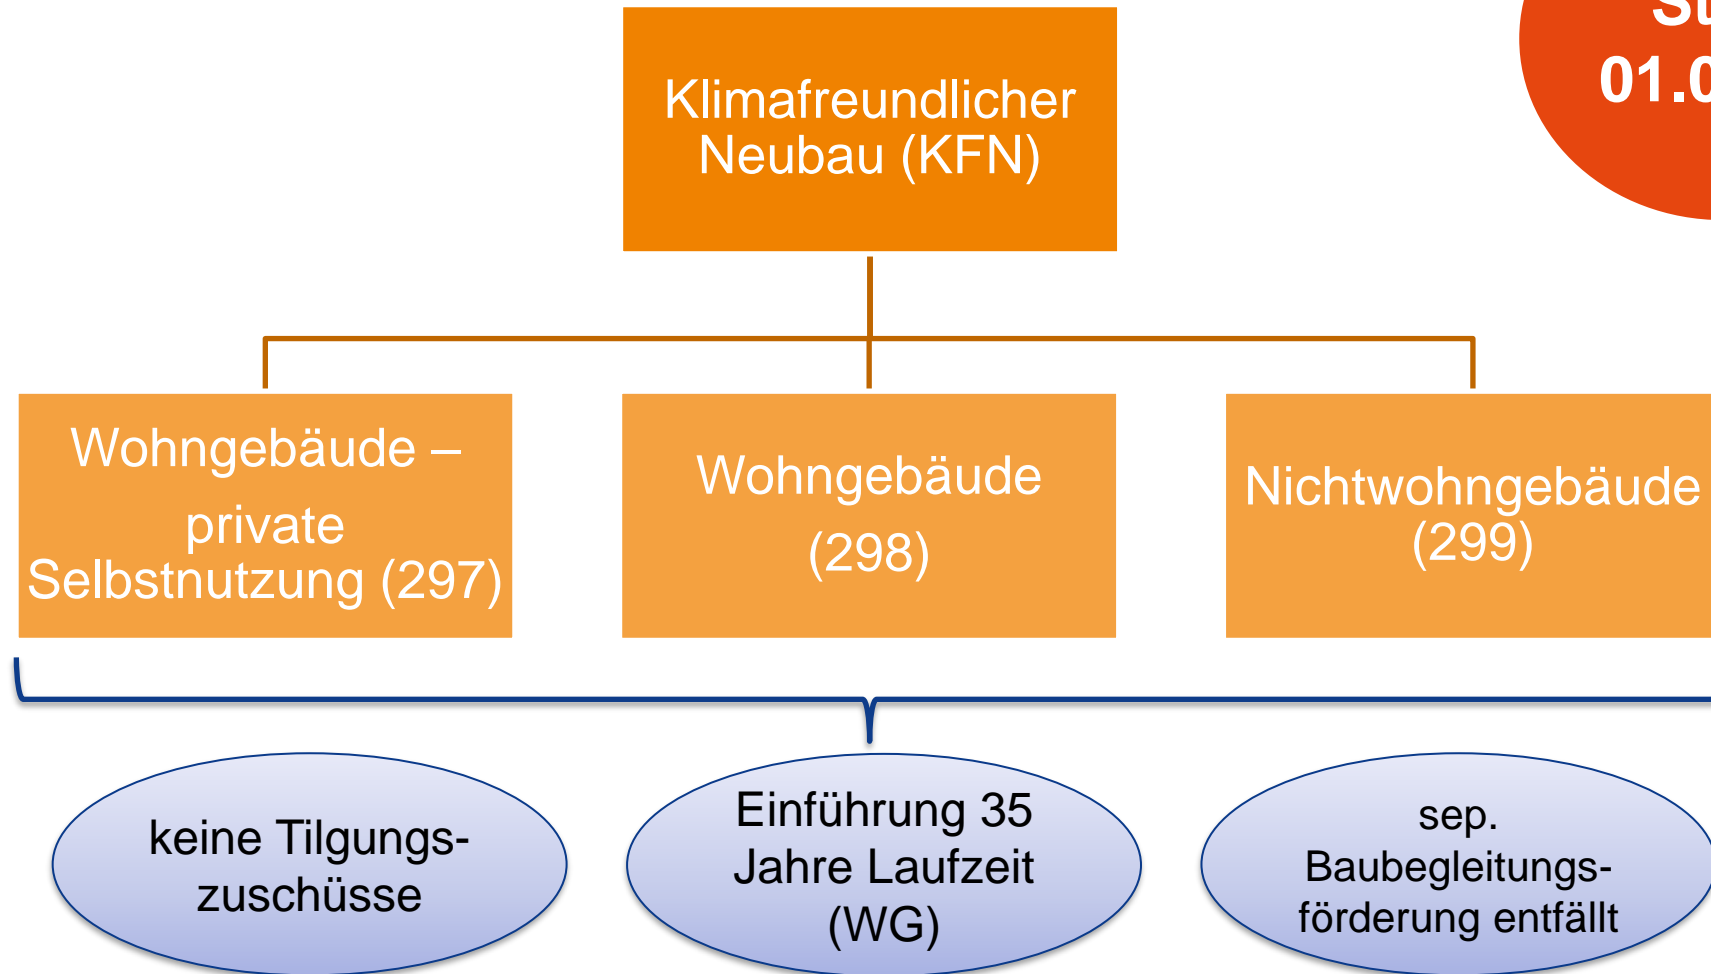 Klimafreundlicher
Neubau (KFN)
Wohngebäude –
private
Selbstnutzung (297)
Wohngebäude
(298)
Nichtwohngebäude
(299)
keine Tilgungs-
zuschüsse
Einführung 35
Jahre Laufzeit
(WG)
sep.
Baubegleitungs-
förderung entfällt